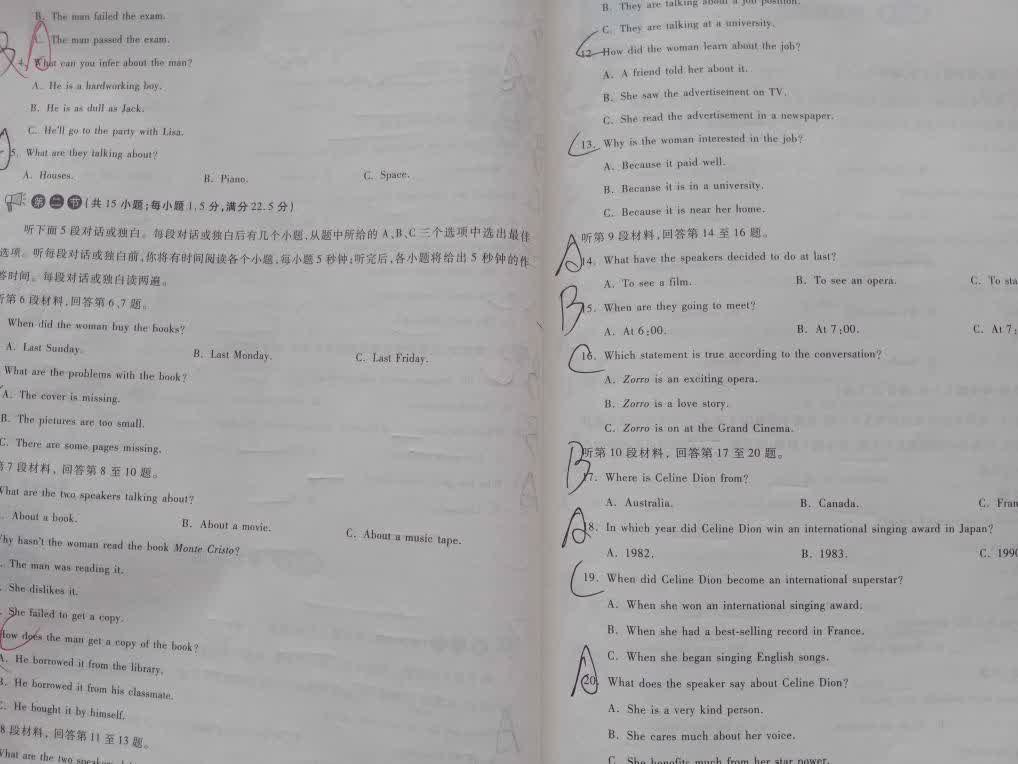 B. The man failed the exam.
C. The man passed the exam.
B A
4. What can you infer about the man?
A. He is a hardworking boy.
B. He is as dull as Jack.
C. He'll go to the party with Lisa.
5. What are they talking about?
A. Houses. B. Piano. C. Space.
第二节 (共 15 小题;每小题 1.5 分,满分 22.5 分)
听下面 5 段对话或独白。每段对话或独白后有几个小题,从题中所给的 A、B、C 三个选项中选出最佳
选项。听每段对话或独白前,你将有时间阅读各个小题,每小题 5 秒钟;听完后,各小题将给出 5 秒钟的作
答时间。每段对话或独白读两遍。
听第 6 段材料,回答第 6、7 题。
When did the woman buy the books?
A. Last Sunday. B. Last Monday. C. Last Friday.
What are the problems with the book?
A. The cover is missing.
B. The pictures are too small.
C. There are some pages missing.
第 7 段材料, 回答第 8 至 10 题。
What are the two speakers talking about?
About a book. B. About a movie. C. About a music tape.
Why hasn't the woman read the book Monte Cristo?
The man was reading it.
She dislikes it.
She failed to get a copy.
How does the man get a copy of the book?
A. He borrowed it from the library.
B. He borrowed it from his classmate.
C. He bought it by himself.
8 段材料, 回答第 11 至 13 题。
What are the two
B. They are talking about a job position.
C. They are talking at a university.
C
12. How did the woman learn about the job?
A. A friend told her about it.
B. She saw the advertisement on TV.
C. She read the advertisement in a newspaper.
C
13. Why is the woman interested in the job?
A. Because it paid well.
B. Because it is in a university.
C. Because it is near her home.
听第 9 段材料,回答第 14 至 16 题。
A
14. What have the speakers decided to do at last?
A. To see a film. B. To see an opera. C. To
B
15. When are they going to meet?
A. At 6:00. B. At 7:00. C. At 7:
C
16. Which statement is true according to the conversation?
A. Zorro is an exciting opera.
B. Zorro is a love story.
C. Zorro is on at the Grand Cinema.
听第 10 段材料, 回答第 17 至 20 题。
B
17. Where is Celine Dion from?
A. Australia. B. Canada. C.
A
18. In which year did Celine Dion win an international singing award in Japan?
A. 1982. B. 1983. C. 1990
C
19. When did Celine Dion become an international superstar?
A. When she won an international singing award.
B. When she had a best-selling record in France.
C. When she began singing English songs.
A
20. What does the speaker say about Celine Dion?
A. She is a very kind person.
B. She cares much about her voice.
C. She benefits much from her star power.